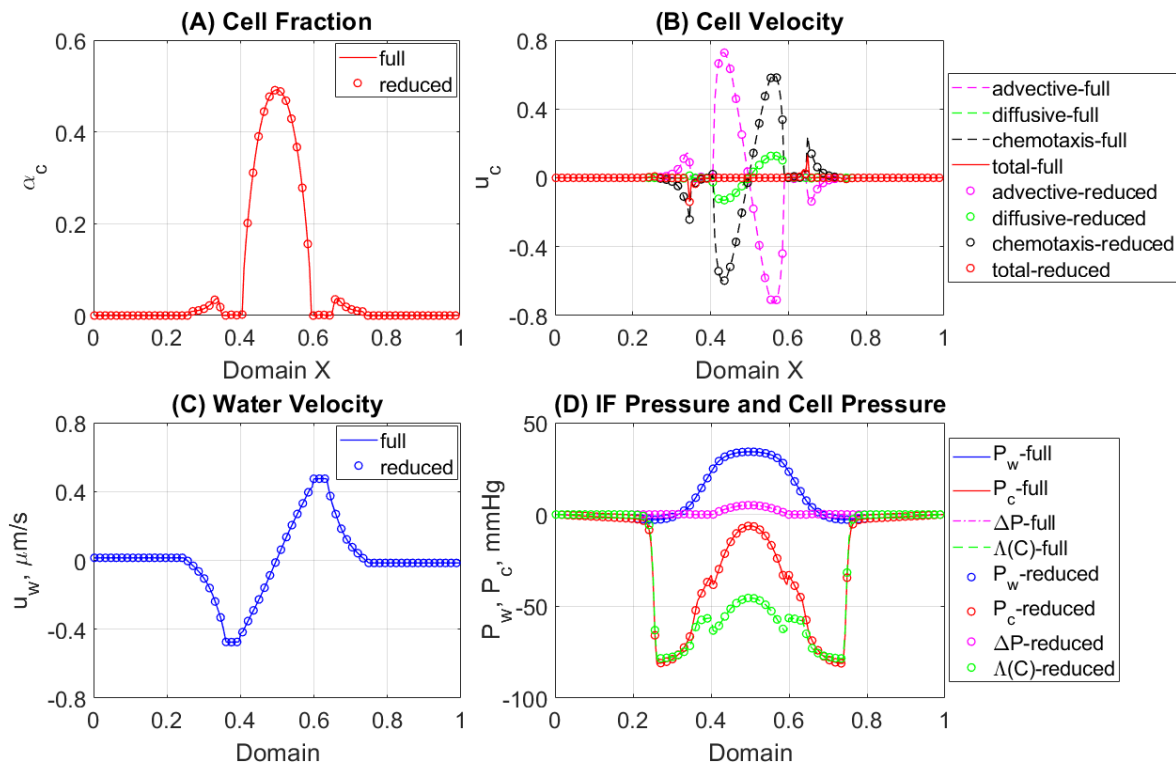 (A) Cell Fraction
0.6
0.4
0.2
0
α_c
0 0.2 0.4 0.6 0.8 1
Domain X
full
reduced
(B) Cell Velocity
0.8
0.4
0
-0.4
-0.8
u_c
0 0.2 0.4 0.6 0.8 1
Domain X
advective-full
diffusive-full
chemotaxis-full
total-full
advective-reduced
diffusive-reduced
chemotaxis-reduced
total-reduced
(C) Water Velocity
0.8
0.4
0
-0.4
-0.8
u_w, μm/s
0 0.2 0.4 0.6 0.8 1
Domain
full
reduced
(D) IF Pressure and Cell Pressure
50
0
-50
-100
P_w, P_c, mmHg
0 0.2 0.4 0.6 0.8 1
Domain
P_w-full
P_c-full
ΔP-full
Λ(C)-full
P_w-reduced
P_c-reduced
ΔP-reduced
Λ(C)-reduced